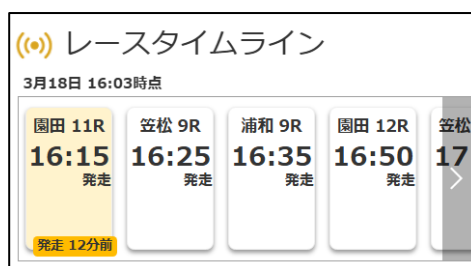 レースタイムライン
3月18日 16:03時点
園田 11R
16:15
発走
発走 12分前
笠松 9R
16:25
発走
浦和 9R
16:35
発走
園田 12R
16:50
発走
笠松
17